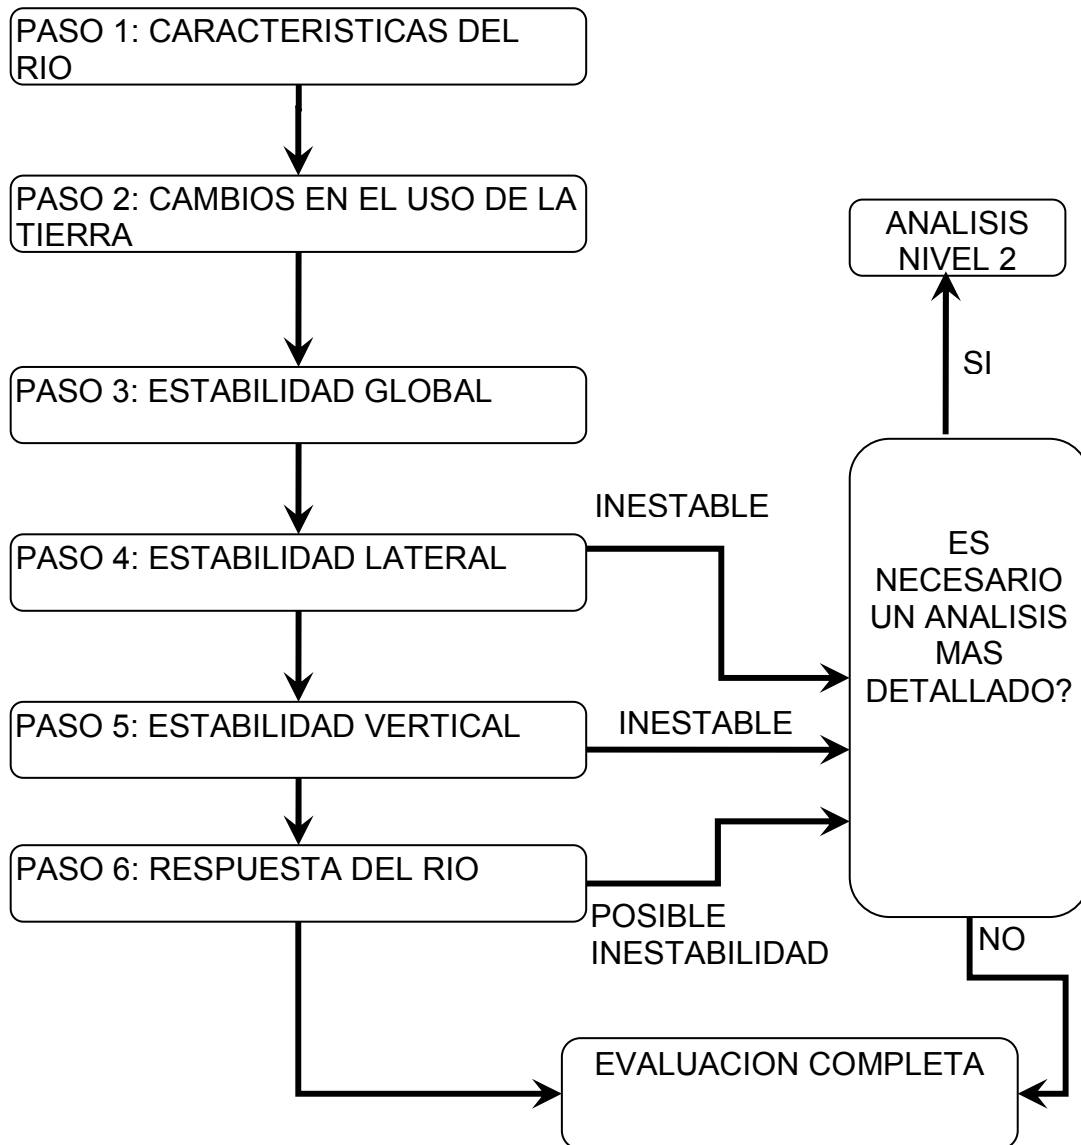 PASO 1: CARACTERISTICAS DEL
RIO
PASO 2: CAMBIOS EN EL USO DE LA
TIERRA
ANALISIS
NIVEL 2
SI
PASO 3: ESTABILIDAD GLOBAL
INESTABLE
PASO 4: ESTABILIDAD LATERAL
ES
NECESARIO
UN ANALISIS
MAS
DETALLADO?
PASO 5: ESTABILIDAD VERTICAL
INESTABLE
PASO 6: RESPUESTA DEL RIO
POSIBLE
INESTABILIDAD
NO
EVALUACION COMPLETA